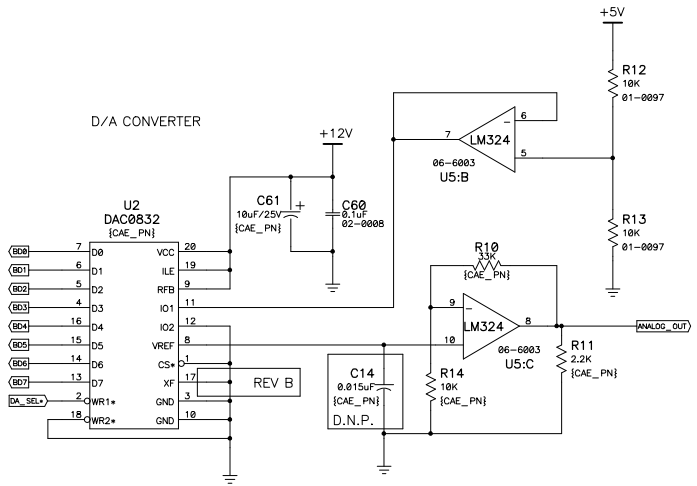 +5V
R12
10K
01-0097
D/A CONVERTER
+12V
6
7
LM324
5
06-6003
U5:B
U2
DAC0832
{CAE_PN}
C61
10uF/25V
{CAE_PN}
+
C60
0.1uF
02-0008
R13
10K
01-0097
BD0 7 D0 VCC 20
BD1 6 D1 ILE 19
BD2 5 D2 RFB 9
BD3 4 D3 IO1 11
BD4 16 D4 IO2 12
BD5 15 D5 VREF 8
BD6 14 D6 CS* 1
BD7 13 D7 XF 17
DA_SEL* 2 WR1* GND 3
18 WR2* GND 10
REV B
R10
33K
{CAE_PN}
9
LM324
8
10
06-6003
U5:C
ANALOG_OUT
C14
0.015uF
{CAE_PN}
D.N.P.
R14
10K
{CAE_PN}
R11
2.2K
{CAE_PN}